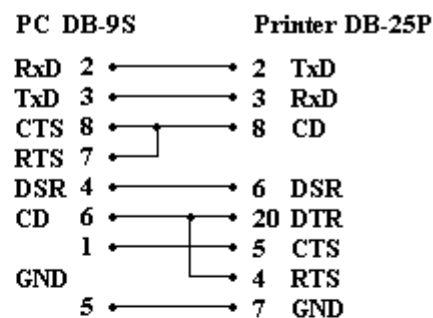 PC DB-9S Printer DB-25P
RxD 2 2 TxD
TxD 3 3 RxD
CTS 8 8 CD
RTS 7
DSR 4 6 DSR
CD 6 20 DTR
1 5 CTS
GND 4 RTS
5 7 GND